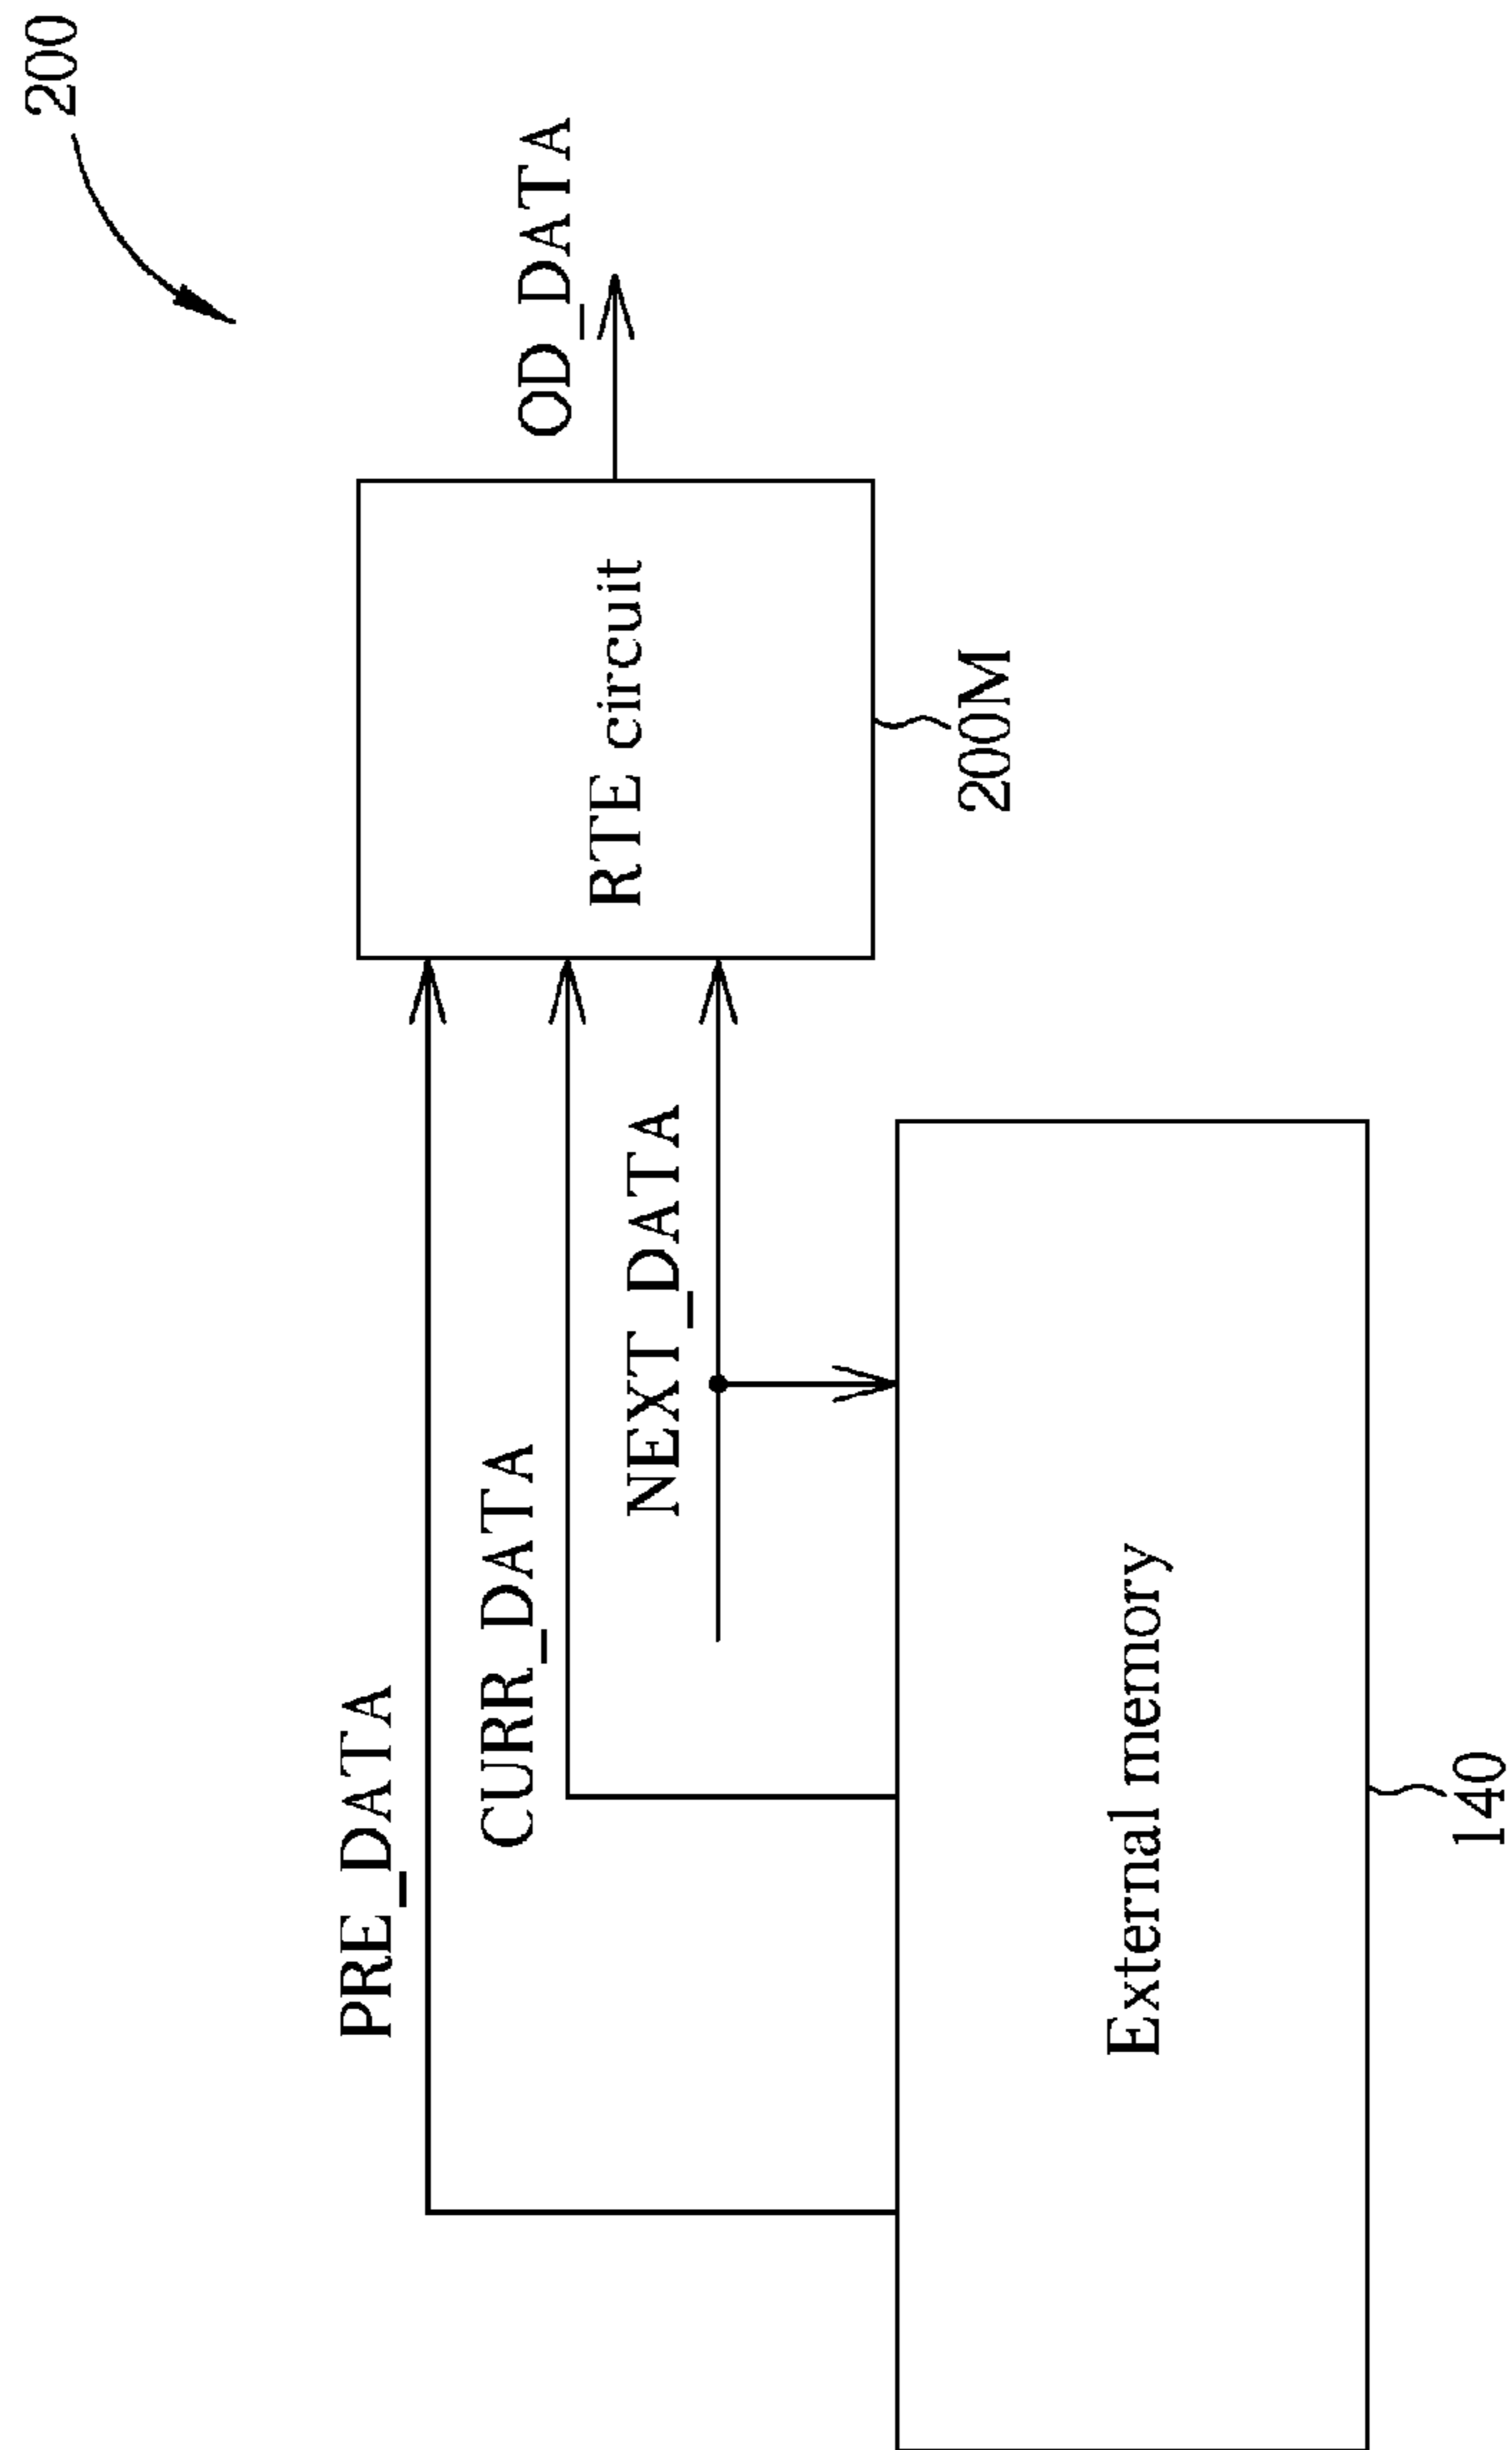 200
PRE_DATA
CURR_DATA
NEXT_DATA
RTE circuit
OD_DATA
200M
External memory
140